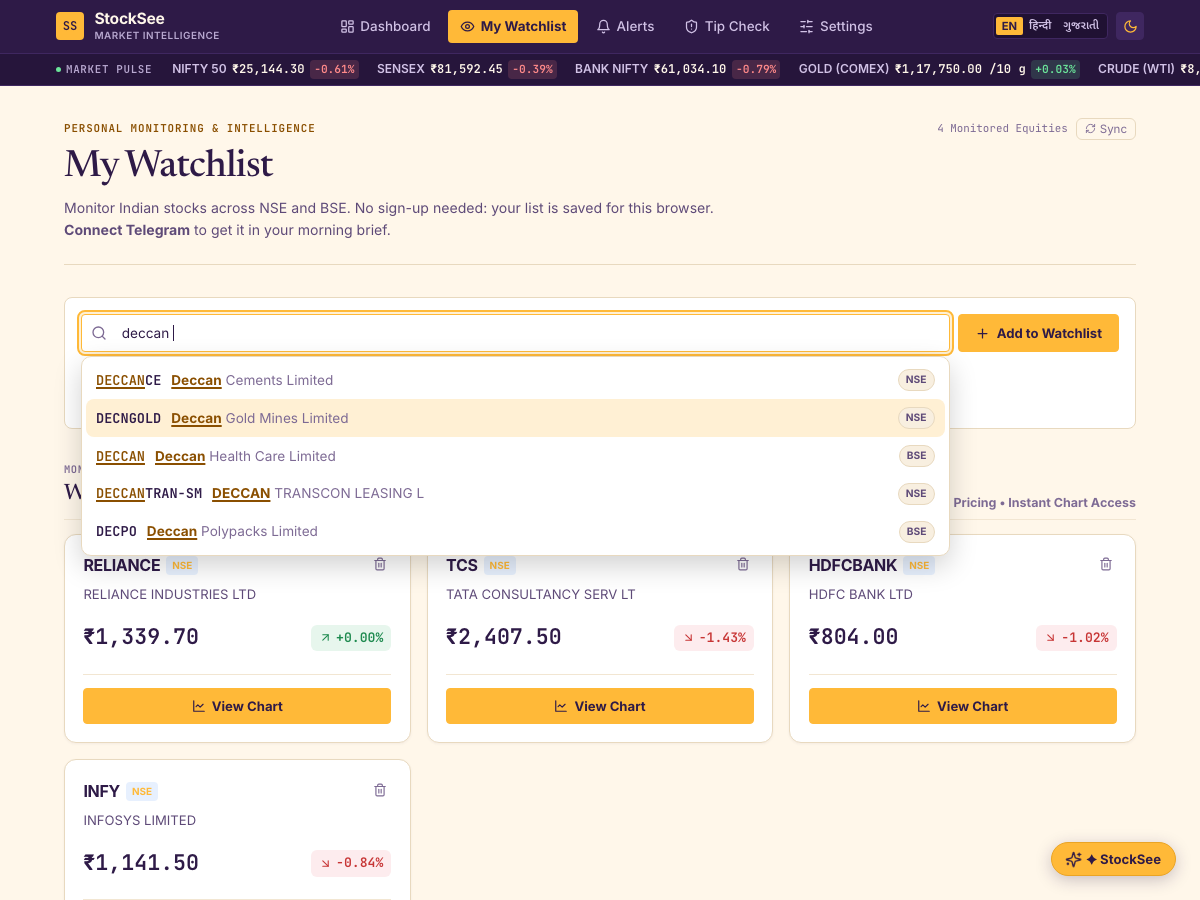 SS
StockSee
MARKET INTELLIGENCE
Dashboard
My Watchlist
Alerts
Tip Check
Settings
EN हिन्दी ગુજરાતી
MARKET PULSE NIFTY 50 ₹25,144.30 -0.61% SENSEX ₹81,592.45 -0.39% BANK NIFTY ₹61,034.10 -0.79% GOLD (COMEX) ₹1,17,750.00 /10 g +0.03% CRUDE (WTI) ₹8,
PERSONAL MONITORING & INTELLIGENCE
4 Monitored Equities Sync
My Watchlist
Monitor Indian stocks across NSE and BSE. No sign-up needed: your list is saved for this browser.
Connect Telegram to get it in your morning brief.
deccan
+ Add to Watchlist
DECCANCE Deccan Cements Limited NSE
DECNGOLD Deccan Gold Mines Limited NSE
DECCAN Deccan Health Care Limited BSE
DECCANTRAN-SM DECCAN TRANSCON LEASING L NSE
DECPO Deccan Polypacks Limited BSE
MON
W
Pricing • Instant Chart Access
RELIANCE NSE
RELIANCE INDUSTRIES LTD
₹1,339.70 +0.00%
View Chart
TCS NSE
TATA CONSULTANCY SERV LT
₹2,407.50 -1.43%
View Chart
HDFCBANK NSE
HDFC BANK LTD
₹804.00 -1.02%
View Chart
INFY NSE
INFOSYS LIMITED
₹1,141.50 -0.84%
✦ StockSee